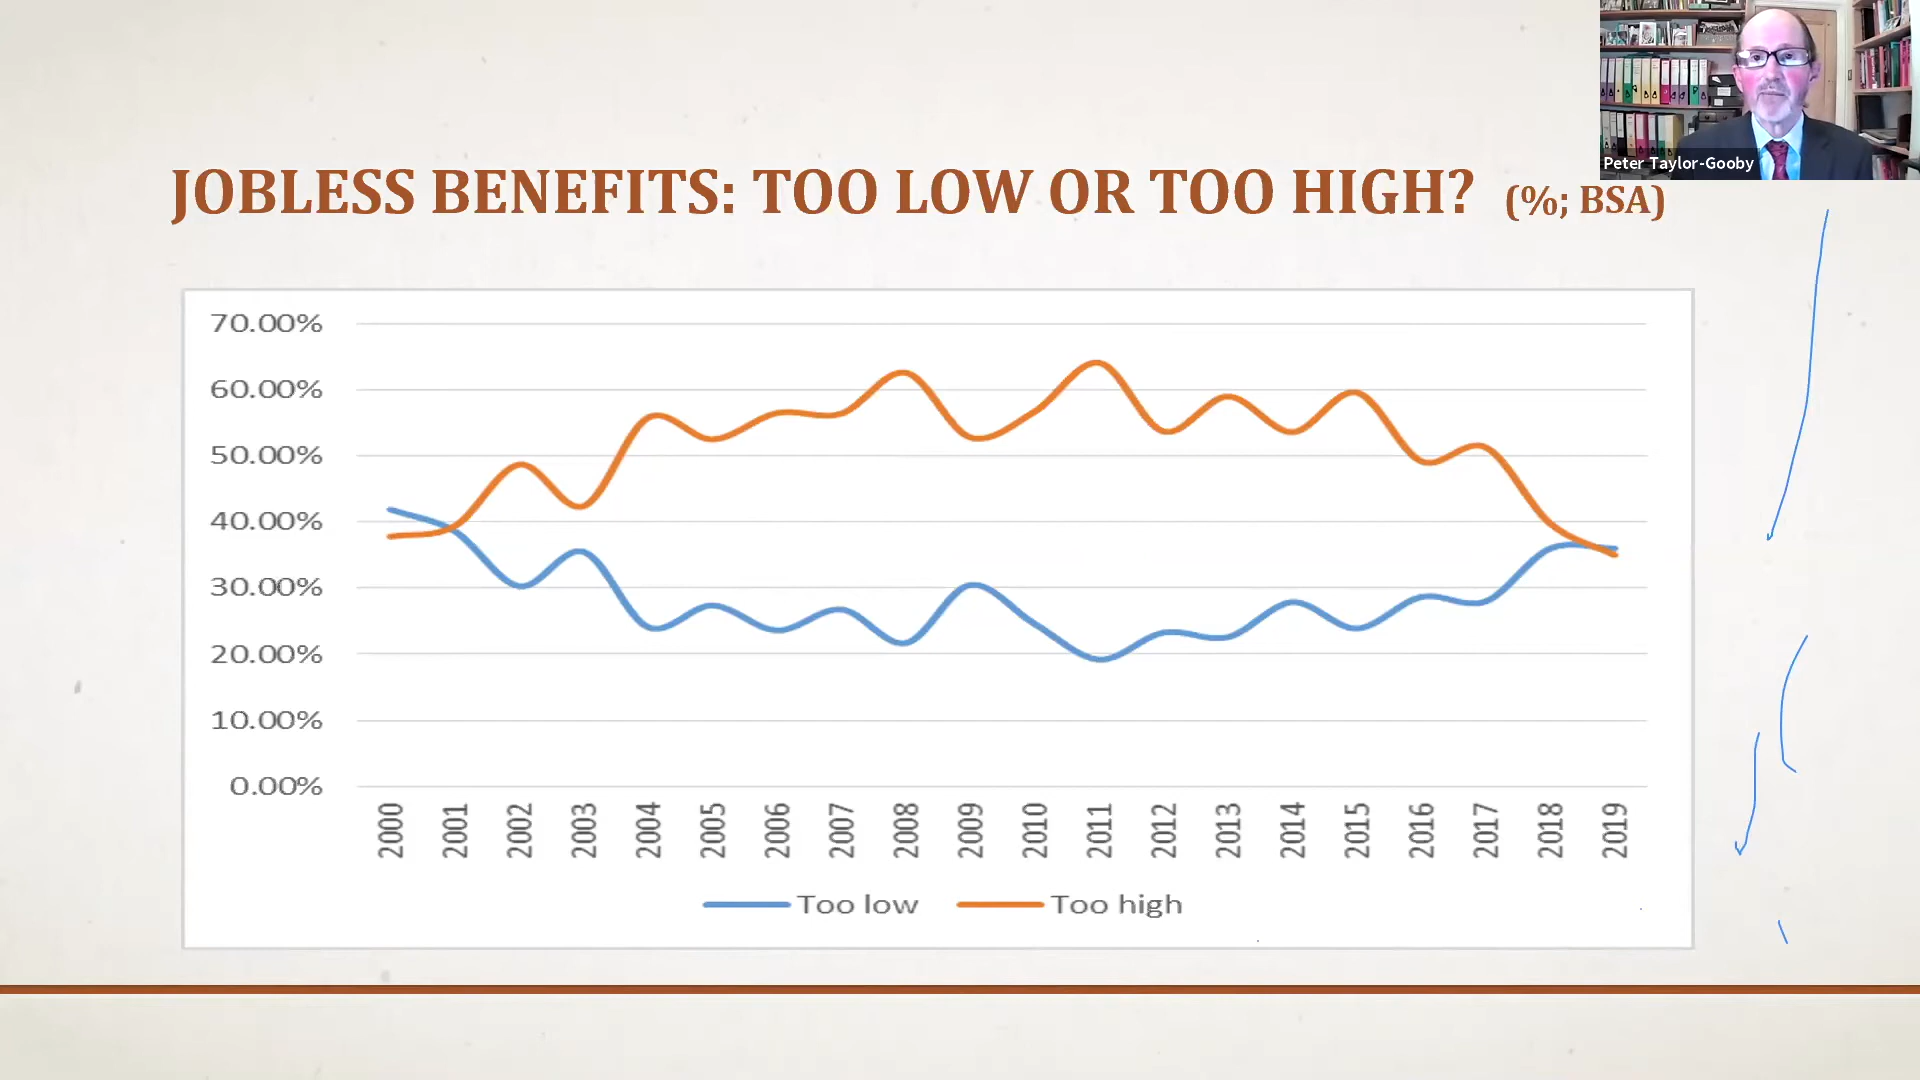 Peter Taylor-Gooby
JOBLESS BENEFITS: TOO LOW OR TOO HIGH? (%; BSA)
70.00%
60.00%
50.00%
40.00%
30.00%
20.00%
10.00%
0.00%
2000 2001 2002 2003 2004 2005 2006 2007 2008 2009 2010 2011 2012 2013 2014 2015 2016 2017 2018 2019
Too low Too high